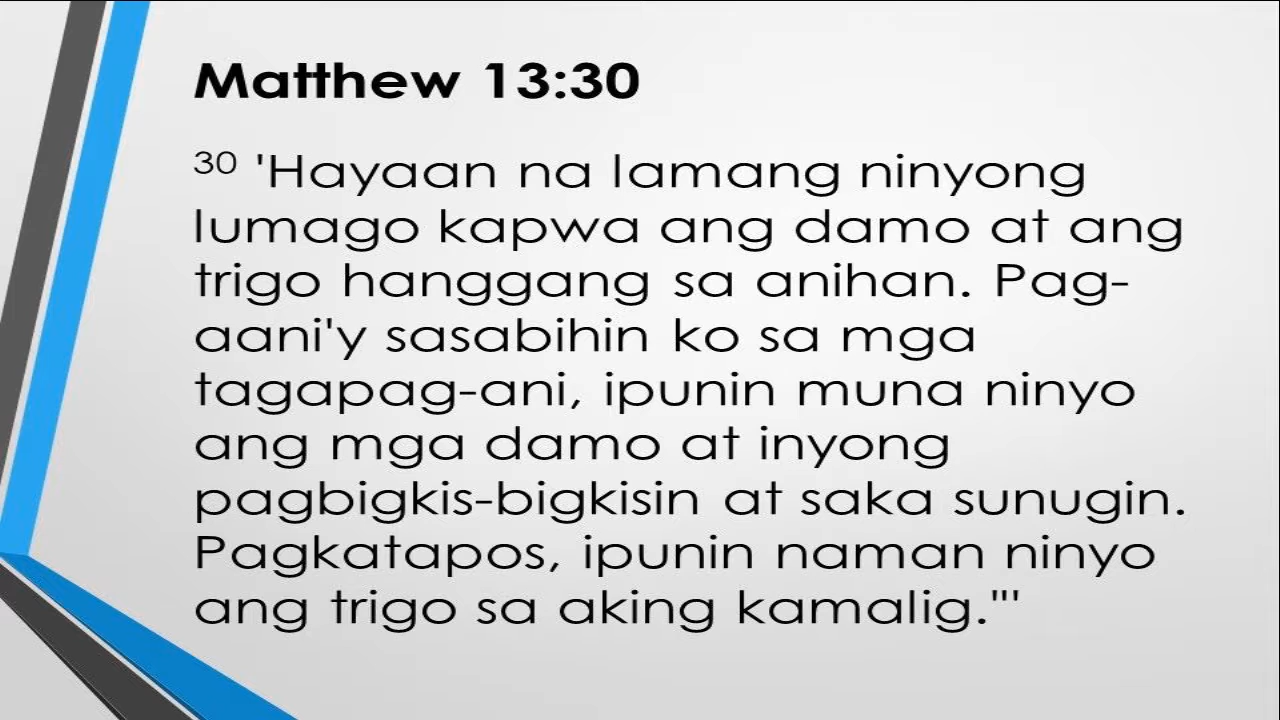 Matthew 13:30
30 'Hayaan na lamang ninyong
lumago kapwa ang damo at ang
trigo hanggang sa anihan. Pag-
aani'y sasabihin ko sa mga
tagapag-ani, ipunin muna ninyo
ang mga damo at inyong
pagbigkis-bigkisin at saka sunugin.
Pagkatapos, ipunin naman ninyo
ang trigo sa aking kamalig."'